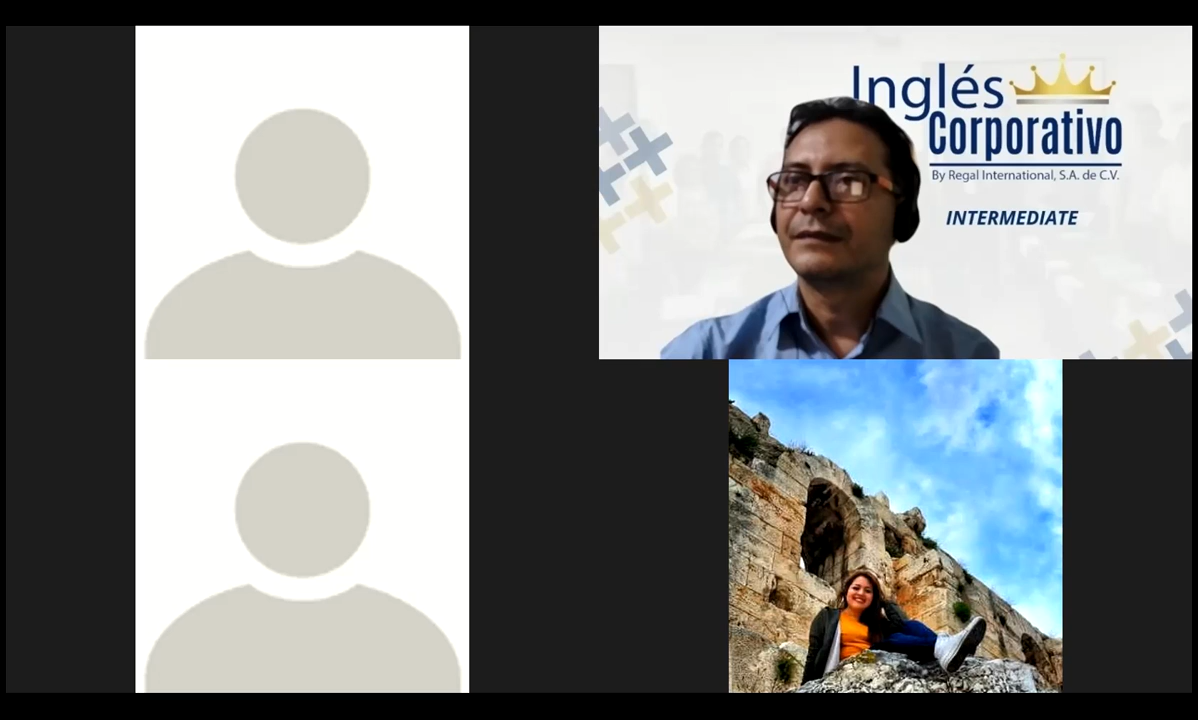 Inglés
Corporativo
By Regal International, S.A. de C.V.
INTERMEDIATE